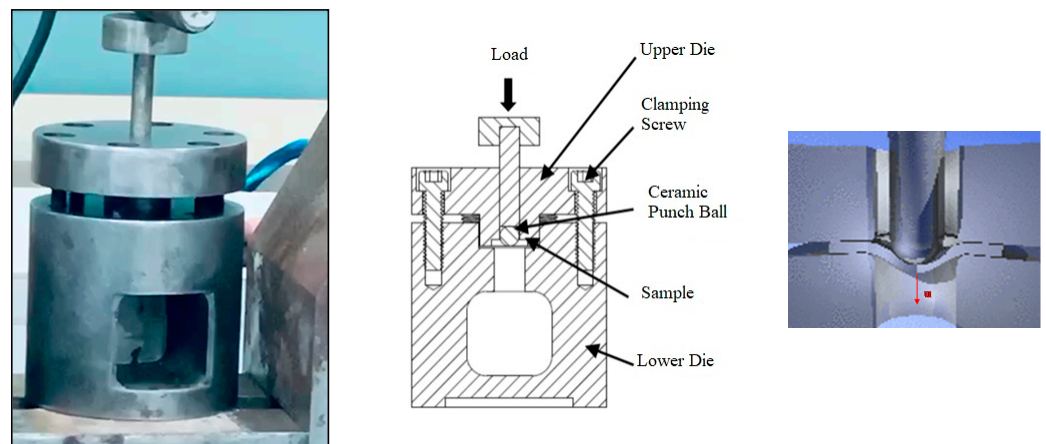 Load
Upper Die
Clamping
Screw
Ceramic
Punch Ball
Sample
Lower Die
u